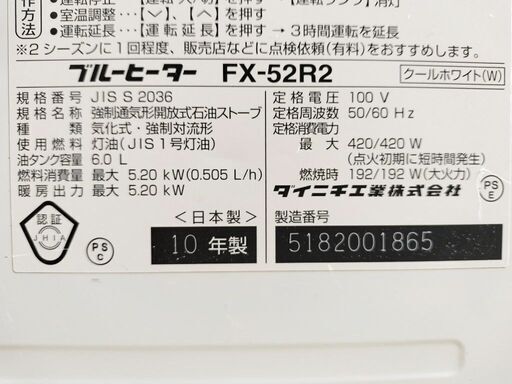 作方法
●室温調整…〔∨〕、〔∧〕を押す
●運転延長…〔運転延長〕を押す → 3時間運転を延長
※2シーズンに1回程度、販売店などに点検依頼(有料)をおすすめします。
ブルーヒーター FX-52R2 クールホワイト(W)
規格番号 JIS S 2036
規格名称 強制通気形開放式石油ストーブ
種類 気化式・強制対流形
使用燃料 灯油(JIS1号灯油)
油タンク容量 6.0 L
燃料消費量 最大 5.20 kW (0.505 L/h)
暖房出力 最大 5.20 kW
定格電圧 100 V
定格周波数 50/60 Hz
定格消費電力
最大 420/420 W
(点火初期に短時間発生)
燃焼時 192/192 W(大火力)
ダイニチ工業株式会社
PS E
認証
JHIA
PS C
<日本製>
10 年製
製造番号
5182001865